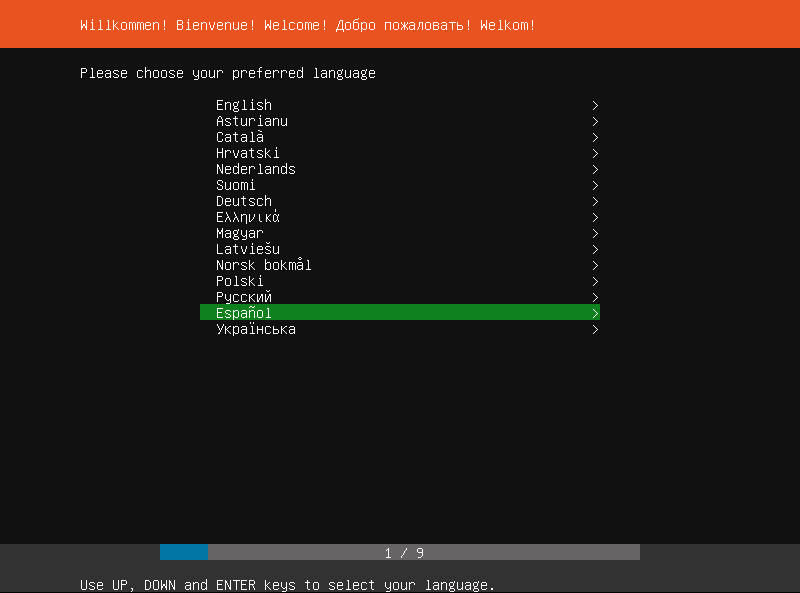 Willkommen! Bienvenue! Welcome! Добро пожаловать! Welkom!
Please choose your preferred language
English >
Asturianu >
Català >
Hrvatski >
Nederlands >
Suomi >
Deutsch >
Ελληνικά >
Magyar >
Latviešu >
Norsk bokmål >
Polski >
Русский >
Español >
Українська >
1 / 9
Use UP, DOWN and ENTER keys to select your language.